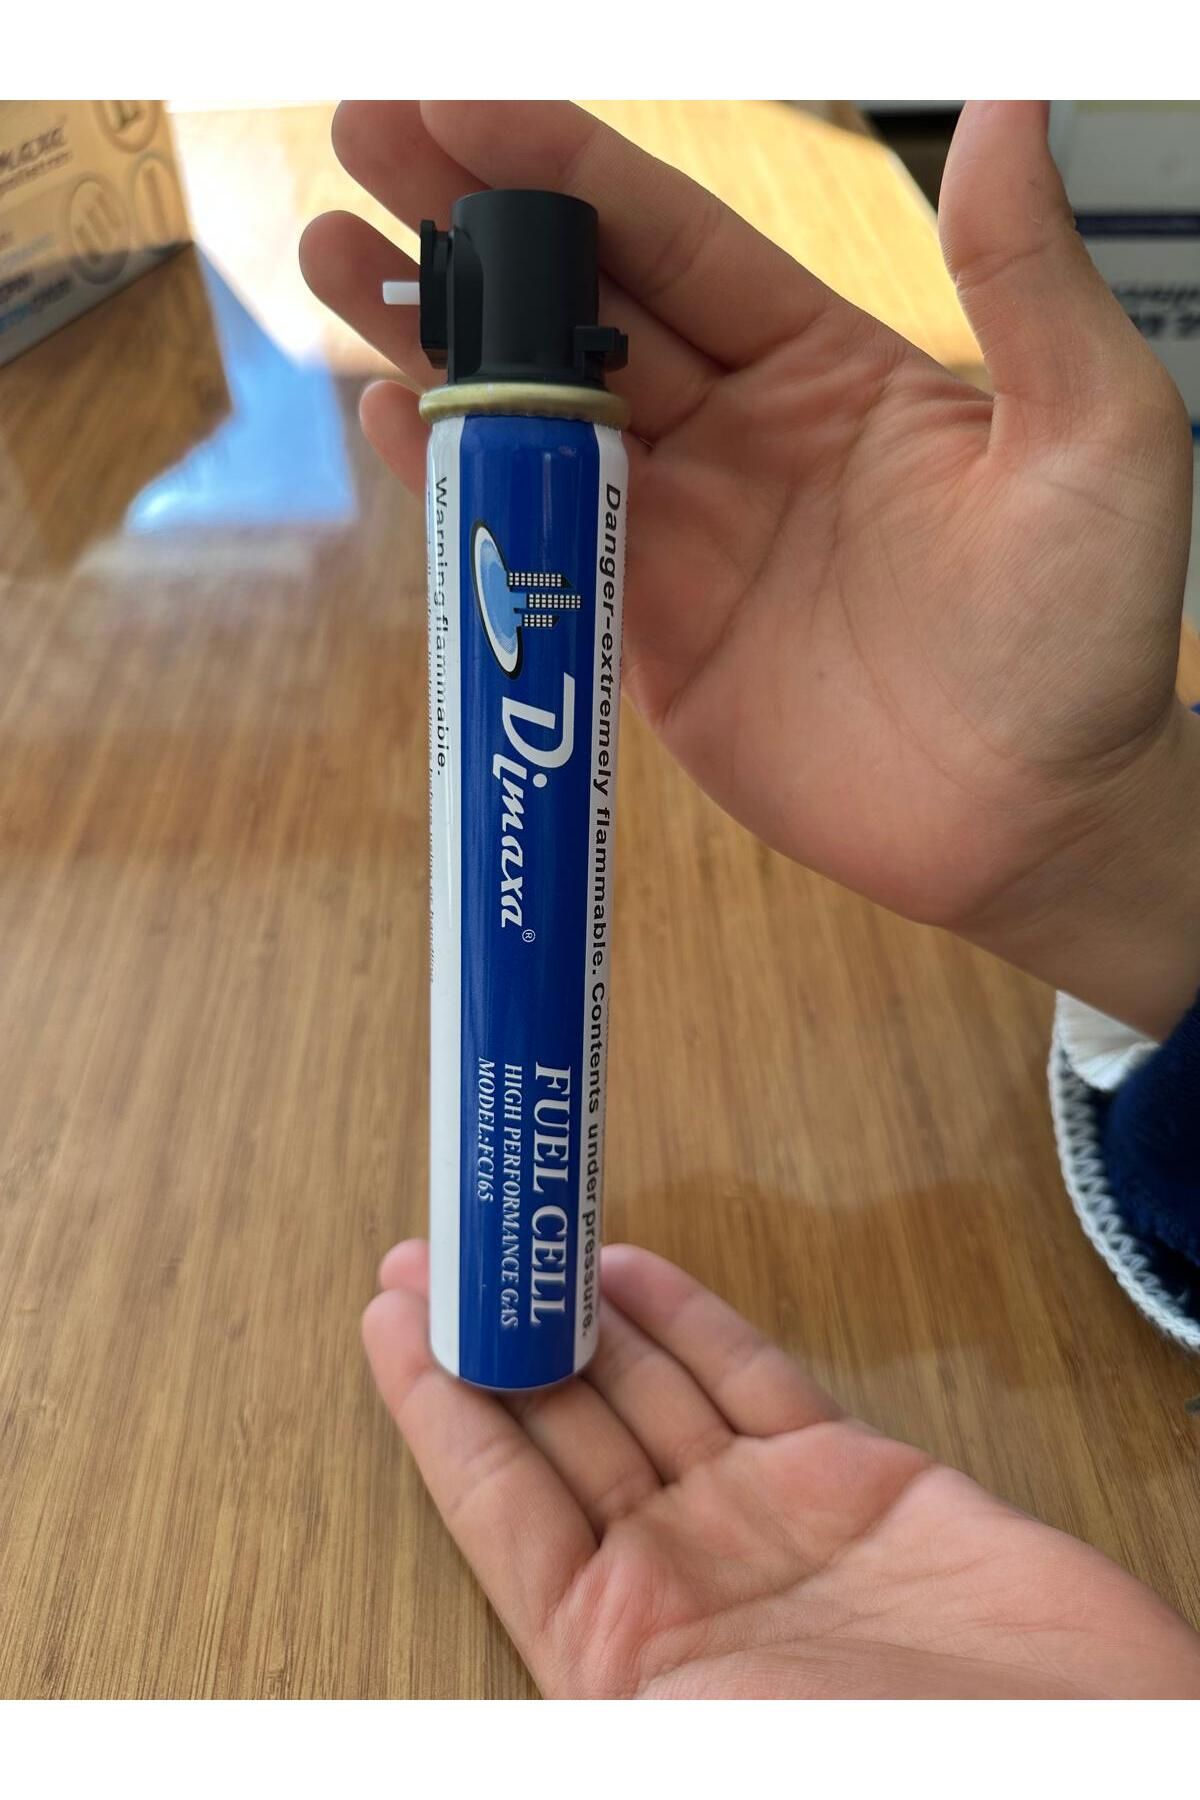 Danger-extremely flammable. Contents under pressure.
Dimaxa®
FUEL CELL
HIGH PERFORMANCE GAS
MODEL:FC165
Warning flammable.